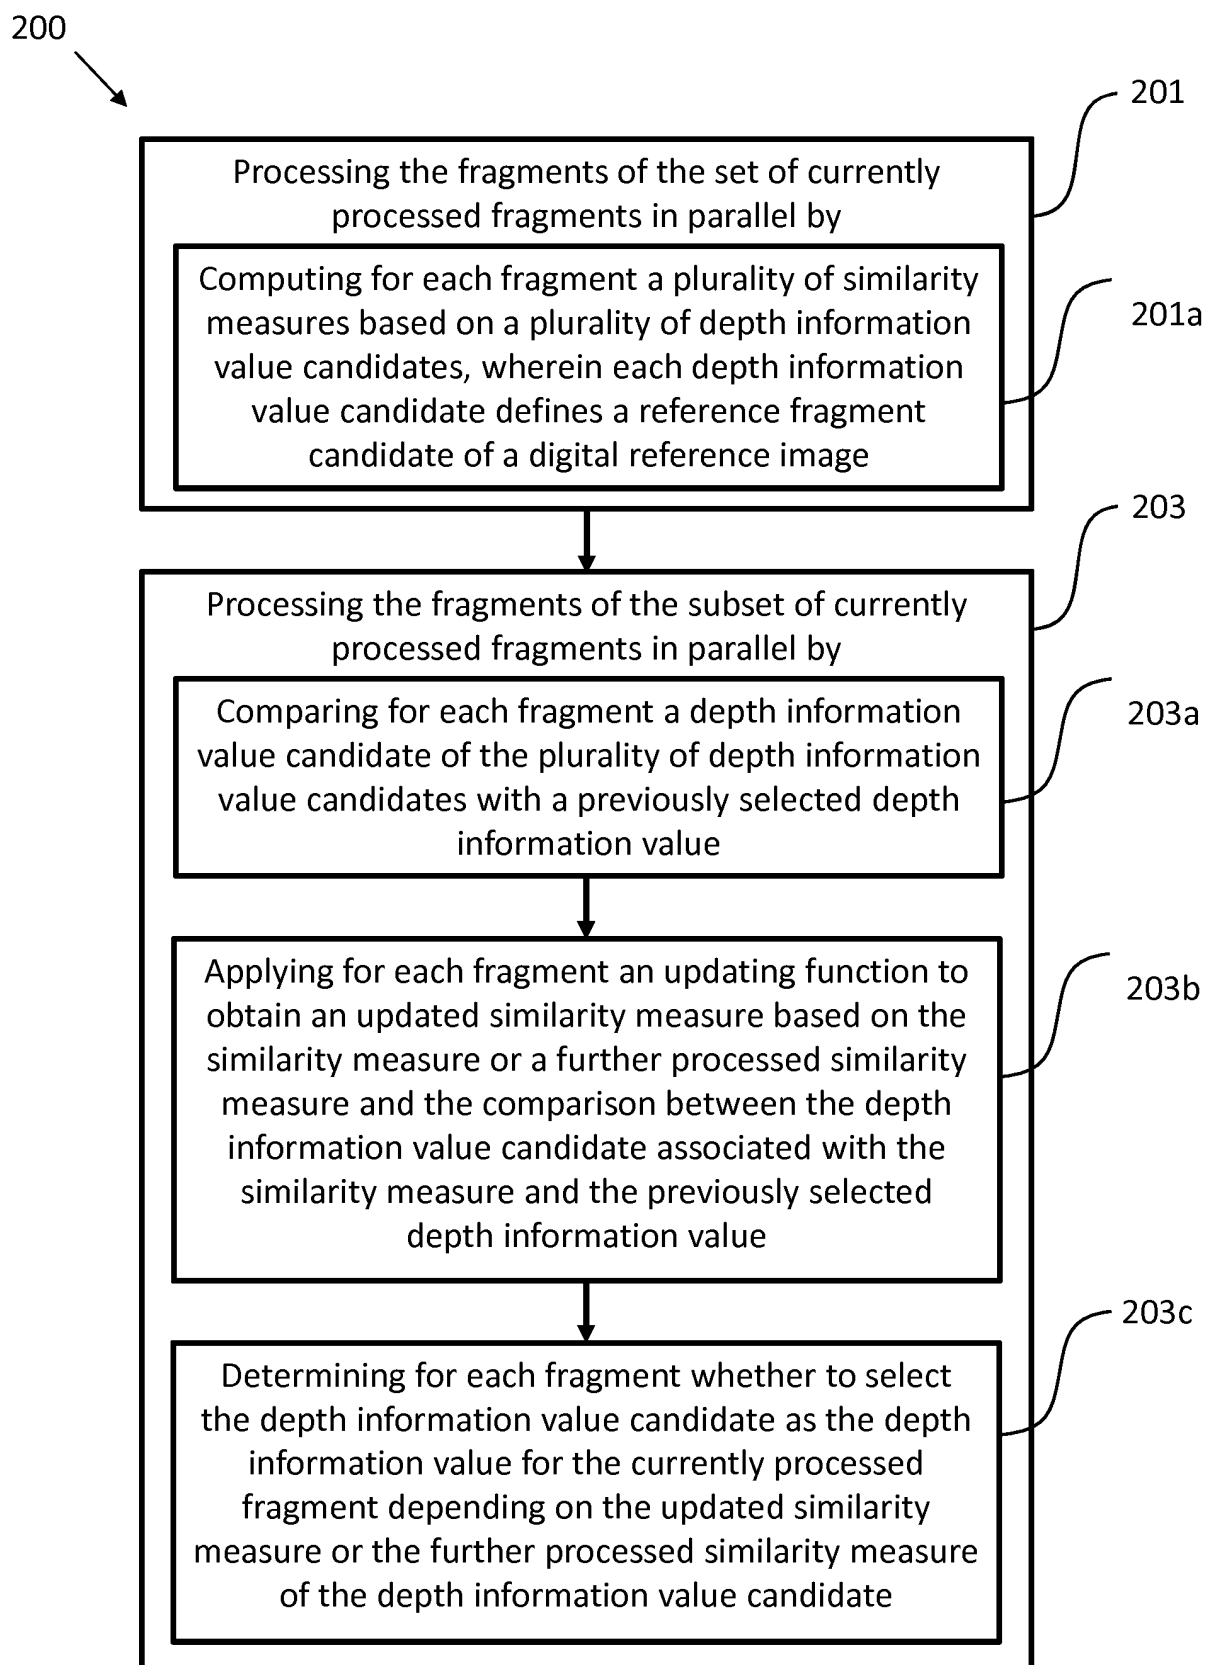 200
201
Processing the fragments of the set of currently
processed fragments in parallel by
Computing for each fragment a plurality of similarity
measures based on a plurality of depth information
value candidates, wherein each depth information
value candidate defines a reference fragment
candidate of a digital reference image
201a
203
Processing the fragments of the subset of currently
processed fragments in parallel by
Comparing for each fragment a depth information
value candidate of the plurality of depth information
value candidates with a previously selected depth
information value
203a
Applying for each fragment an updating function to
obtain an updated similarity measure based on the
similarity measure or a further processed similarity
measure and the comparison between the depth
information value candidate associated with the
similarity measure and the previously selected
depth information value
203b
Determining for each fragment whether to select
the depth information value candidate as the depth
information value for the currently processed
fragment depending on the updated similarity
measure or the further processed similarity measure
of the depth information value candidate
203c